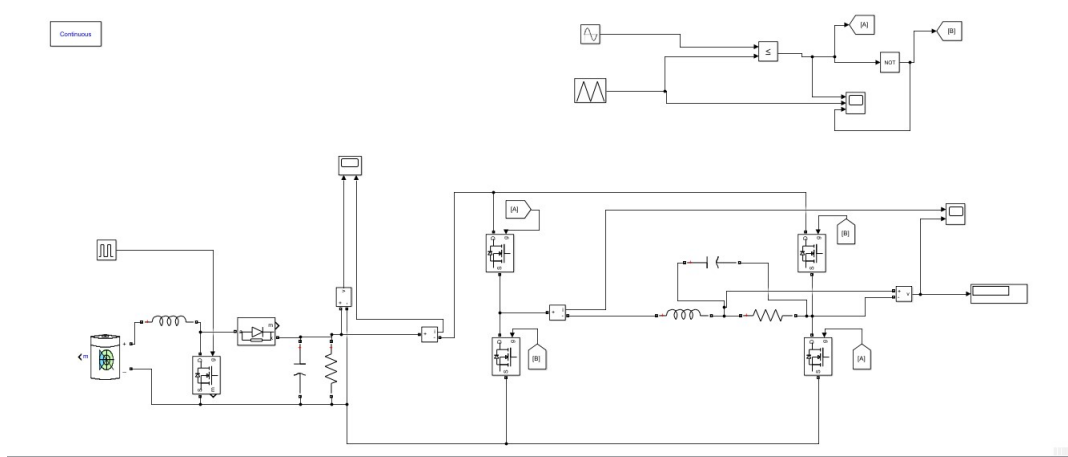 Continuous
[A]
[B]
≤
NOT
[A]
[B]
g
D
S
g
D
S
m
+
m
+
-
v
+
-
i
+
-
+
i
-
g
D
S
m
_
[B]
g
D
S
[A]
g
D
S
+
-
v